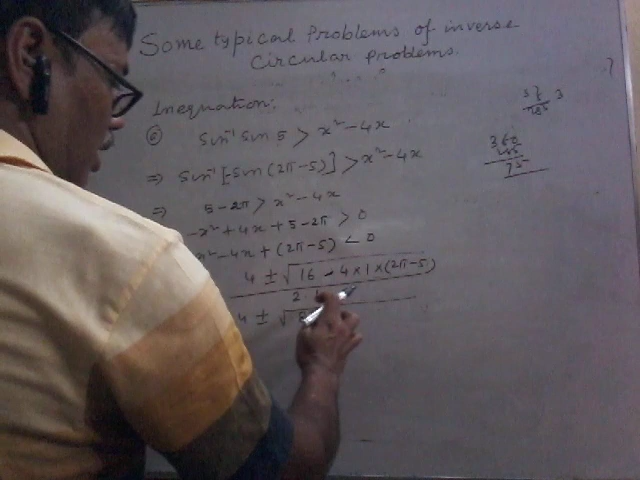 Some typical Problems of inverse
Circular Problems.
Inequation:
sin⁻¹ sin 5 > x² - 4x
⇒ sin⁻¹[-sin(2π-5)] > x² - 4x
⇒ 5-2π > x² - 4x
-x² + 4x + 5-2π > 0
x² - 4x + (2π-5) < 0
4 ± √16 - 4×1×(2π-5)
2.
4 ± √
360
75